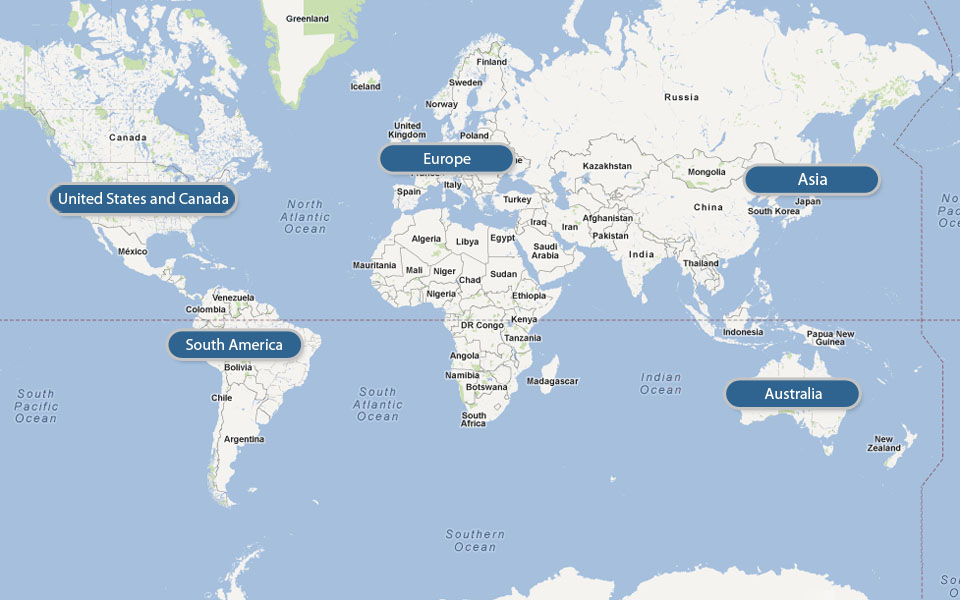 Greenland
Finland
Iceland
Sweden
Russia
Norway
Canada
United
Kingdom
Poland
Europe
Kazakhstan
Mongolia
Asia
Spain
Italy
Turkey
United States and Canada
China
Japan
South Korea
North
Atlantic
Ocean
Afghanistan
Iraq
Iran
Pakistan
México
Algeria
Libya
Egypt
Saudi
Arabia
India
Thailand
Mauritania
Mali
Niger
Chad
Sudan
Nigeria
Ethiopia
Venezuela
Colombia
Kenya
DR Congo
Tanzania
Indonesia
Papua New
Guinea
South America
Angola
Bolivia
Namibia
Botswana
Madagascar
Indian
Ocean
Australia
Chile
South
Pacific
Ocean
South
Atlantic
Ocean
South
Africa
Argentina
New
Zealand
Southern
Ocean